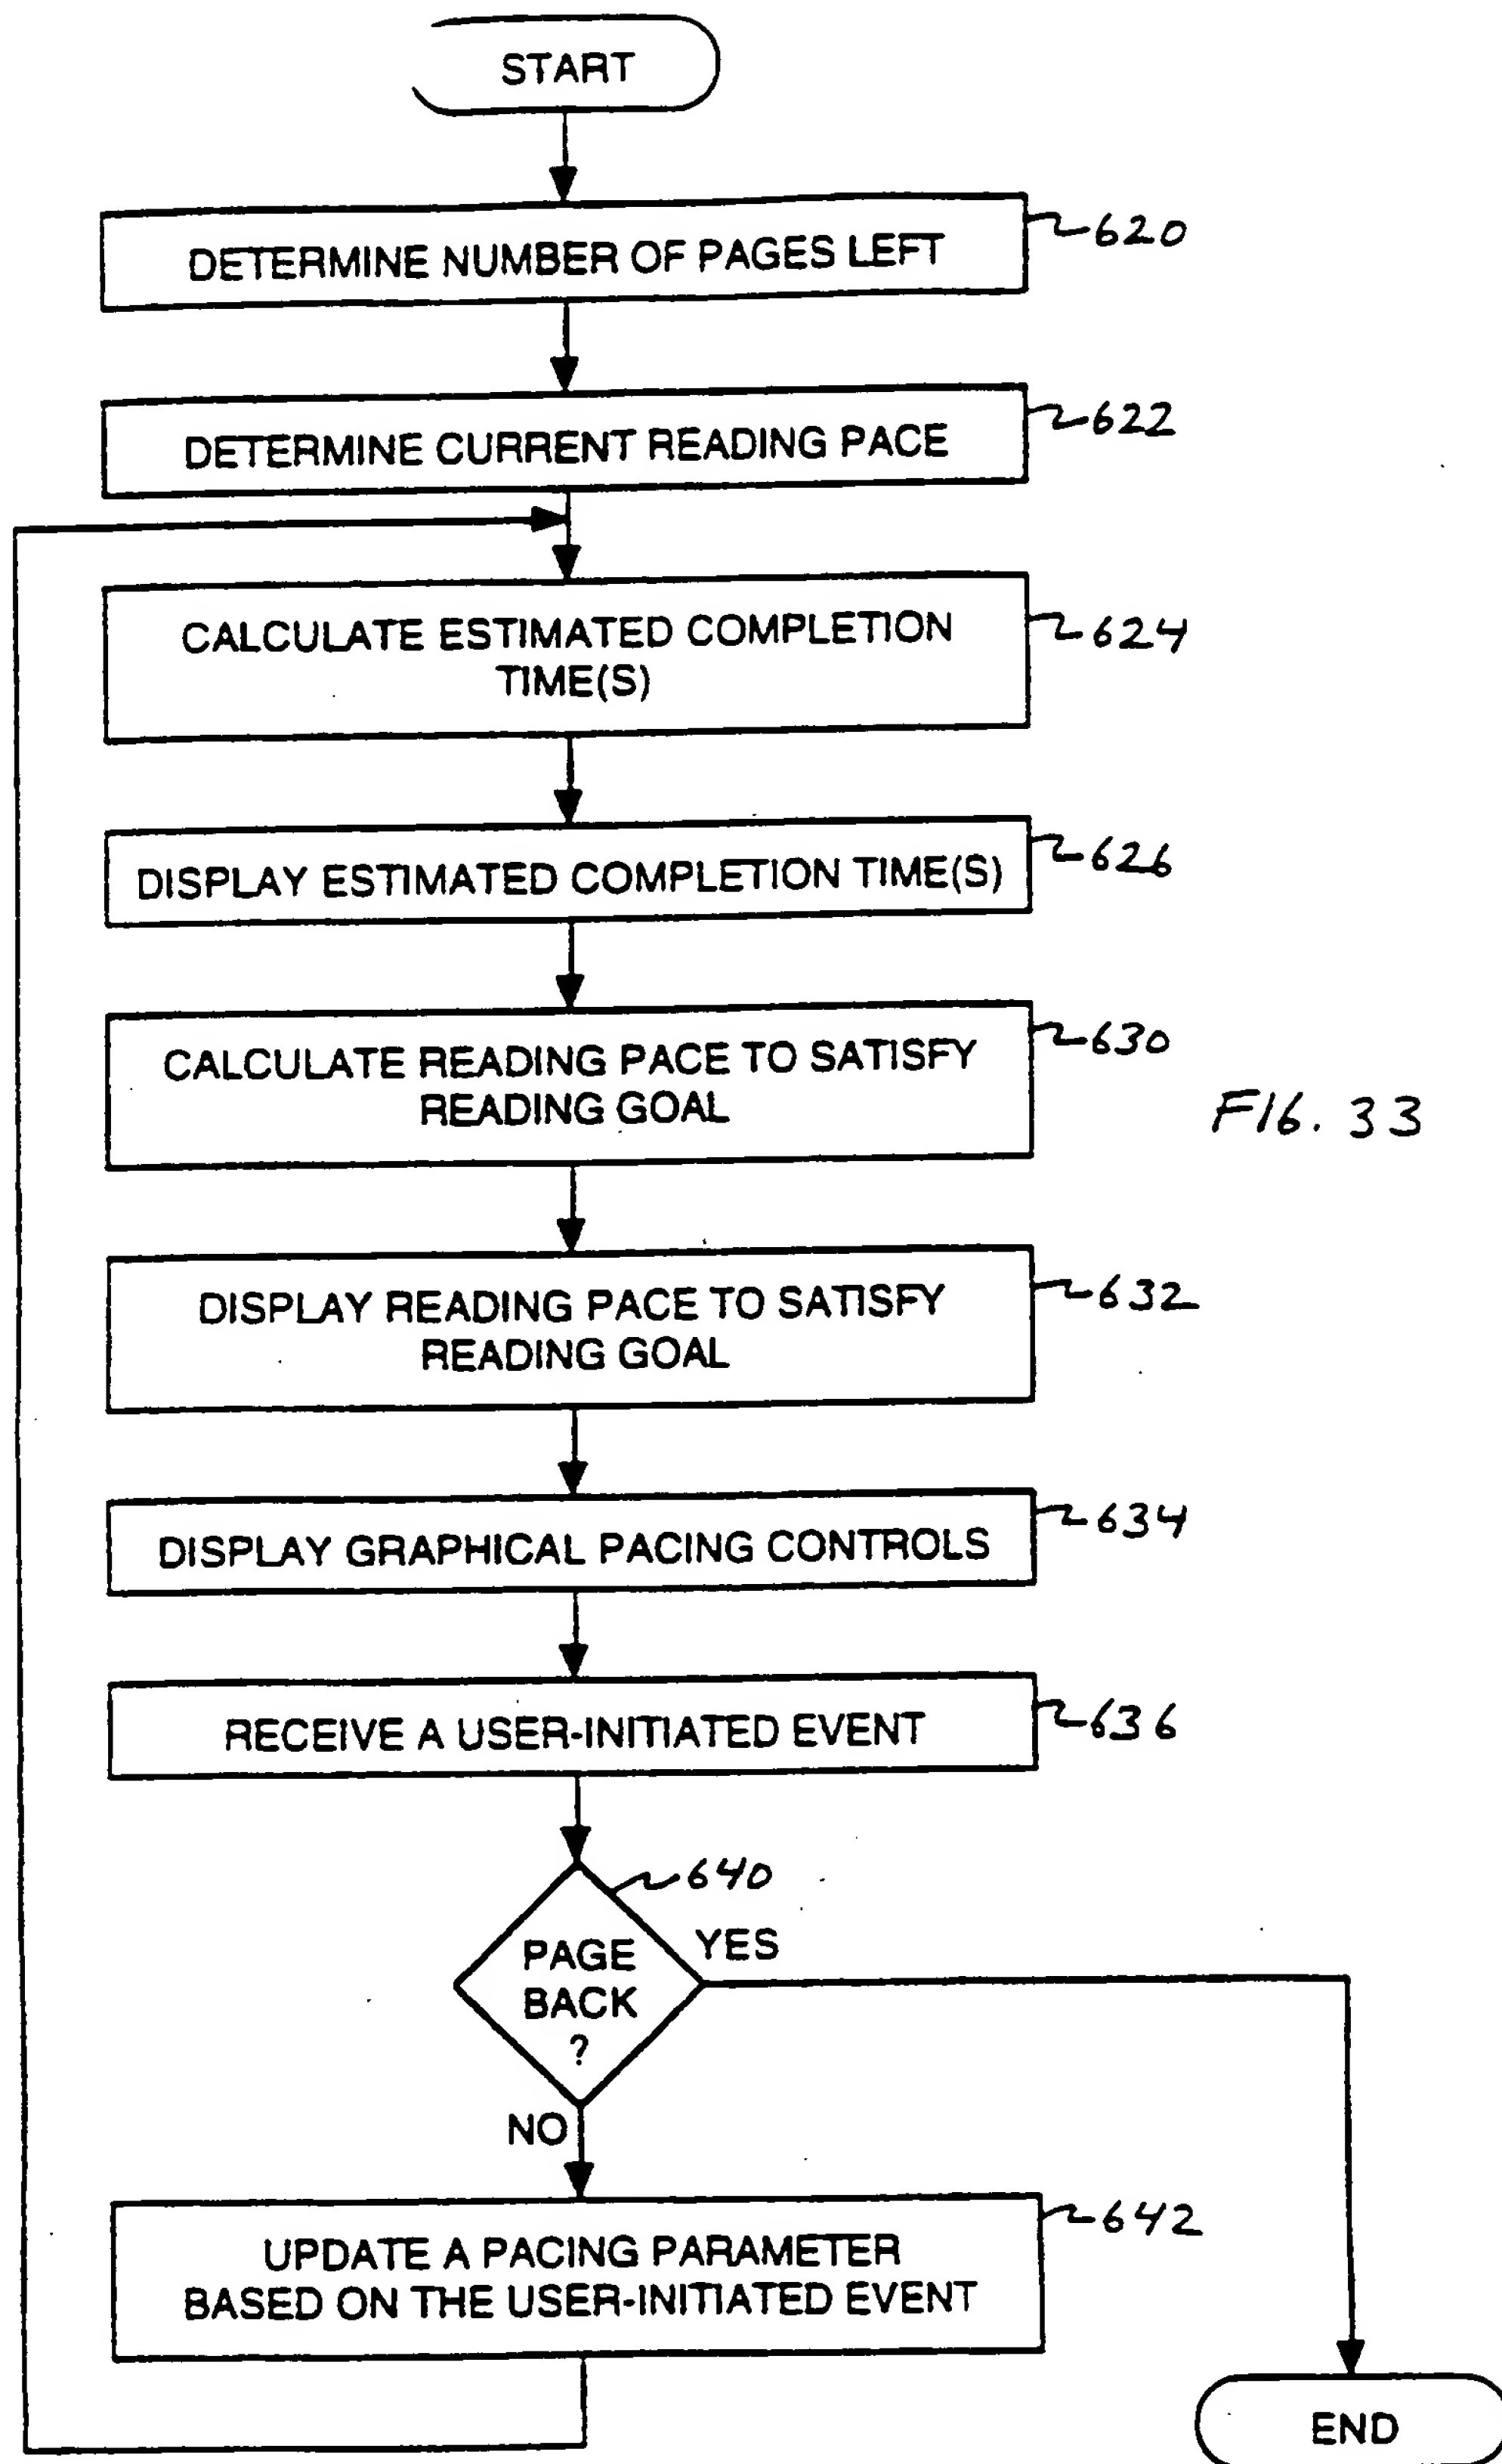 START
DETERMINE NUMBER OF PAGES LEFT
620
DETERMINE CURRENT READING PACE
622
CALCULATE ESTIMATED COMPLETION
TIME(S)
624
DISPLAY ESTIMATED COMPLETION TIME(S)
626
CALCULATE READING PACE TO SATISFY
READING GOAL
630
FIG. 33
DISPLAY READING PACE TO SATISFY
READING GOAL
632
DISPLAY GRAPHICAL PACING CONTROLS
634
RECEIVE A USER-INITIATED EVENT
636
640
PAGE
BACK
?
YES
NO
UPDATE A PACING PARAMETER
BASED ON THE USER-INITIATED EVENT
642
END